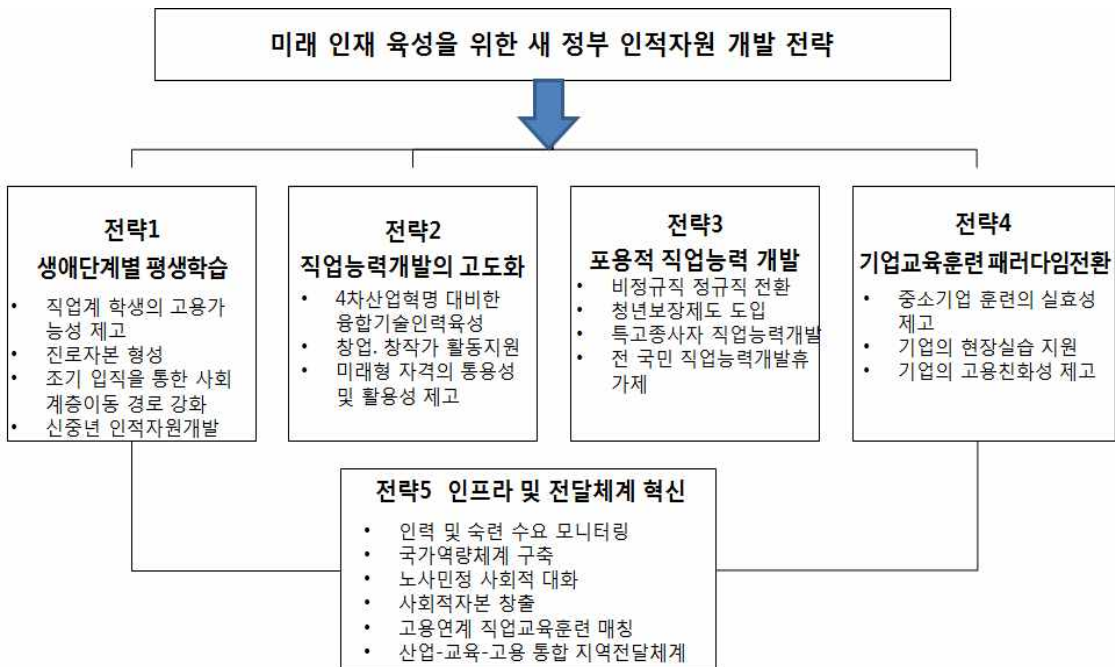 미래 인재 육성을 위한 새 정부 인적자원 개발 전략
전략1
생애단계별 평생학습
• 직업계 학생의 고용가
능성 제고
• 진로자본 형성
• 조기 입직을 통한 사회
계층이동 경로 강화
• 신중년 인적자원개발
전략2
직업능력개발의 고도화
• 4차산업혁명 대비한
융합기술인력육성
• 창업. 창작가 활동지원
• 미래형 자격의 통용성
및 활용성 제고
전략3
포용적 직업능력 개발
• 비정규직 정규직 전환
• 청년보장제도 도입
• 특고종사자 직업능력개발
• 전 국민 직업능력개발휴
가제
전략4
기업교육훈련 패러다임전환
• 중소기업 훈련의 실효성
제고
• 기업의 현장실습 지원
• 기업의 고용친화성 제고
전략5 인프라 및 전달체계 혁신
• 인력 및 숙련 수요 모니터링
• 국가역량체계 구축
• 노사민정 사회적 대화
• 사회적자본 창출
• 고용연계 직업교육훈련 매칭
• 산업-교육-고용 통합 지역전달체계